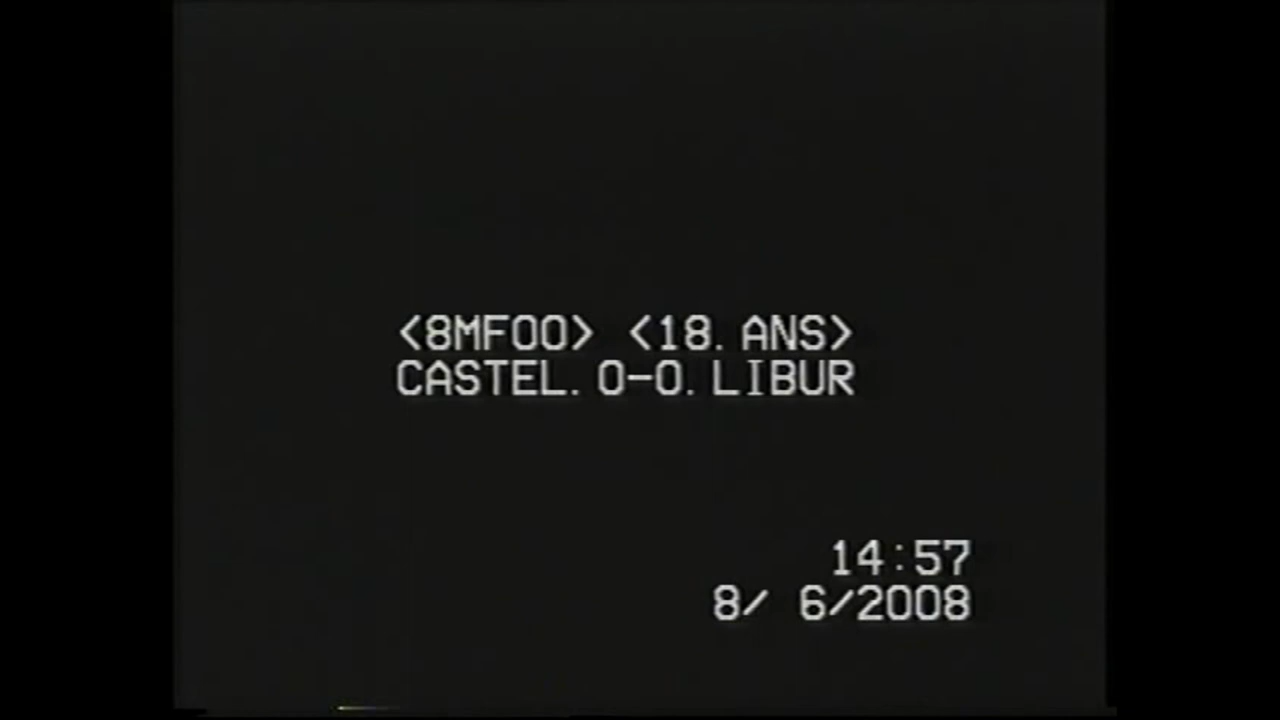 <8MFOO> <18. ANS>
CASTEL. 0-0. LIBUR
14:57
8/ 6/2008